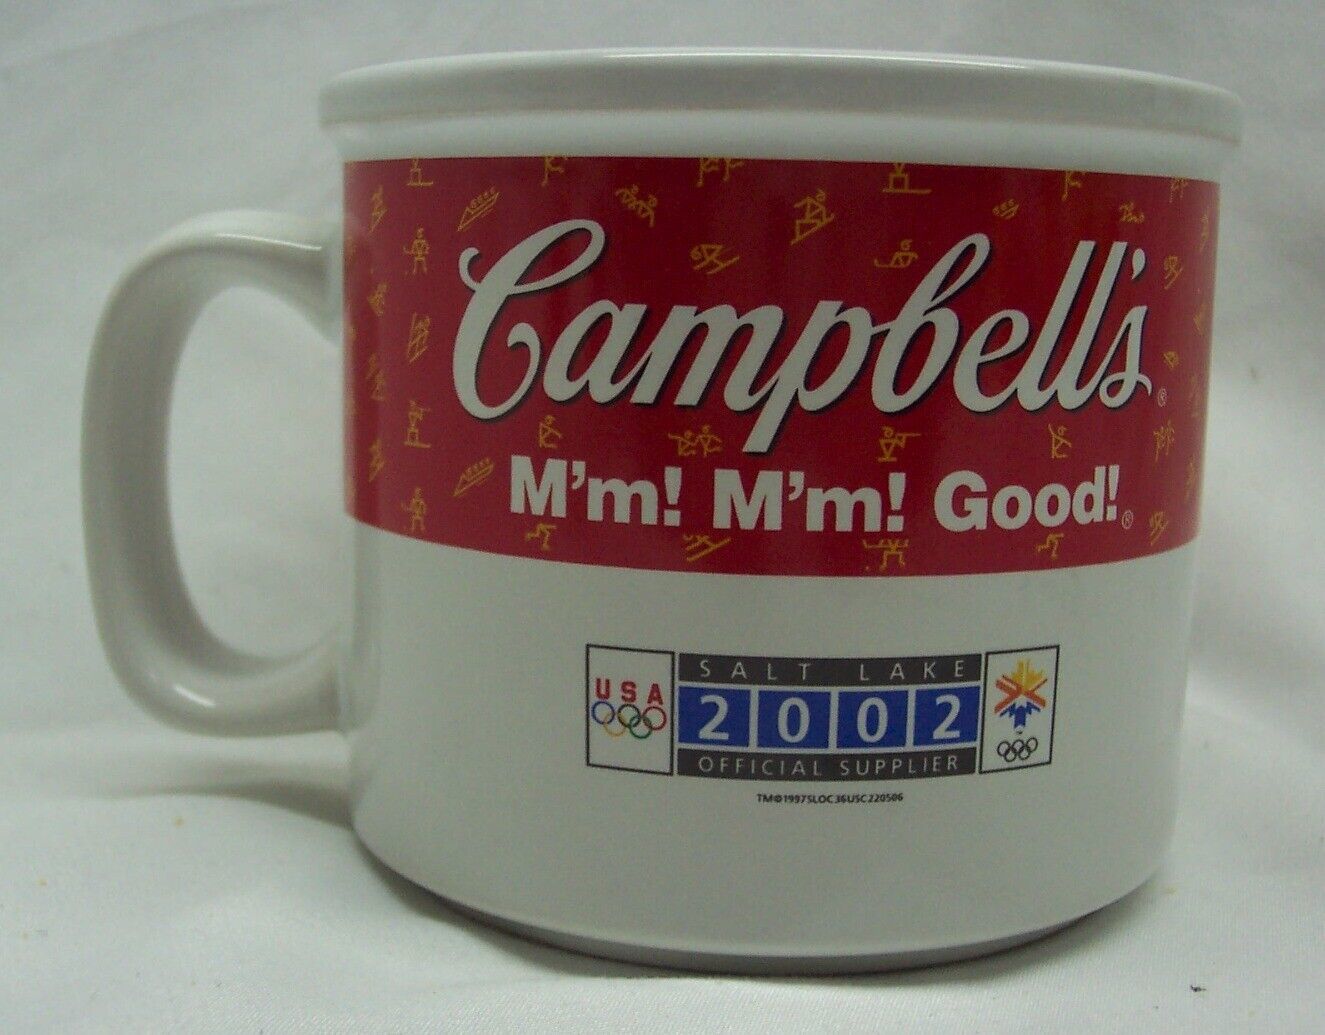 Campbell's®
M'm! M'm! Good!®
USA
SALT LAKE
2002
OFFICIAL SUPPLIER
TM©1997SLOC36USC220506